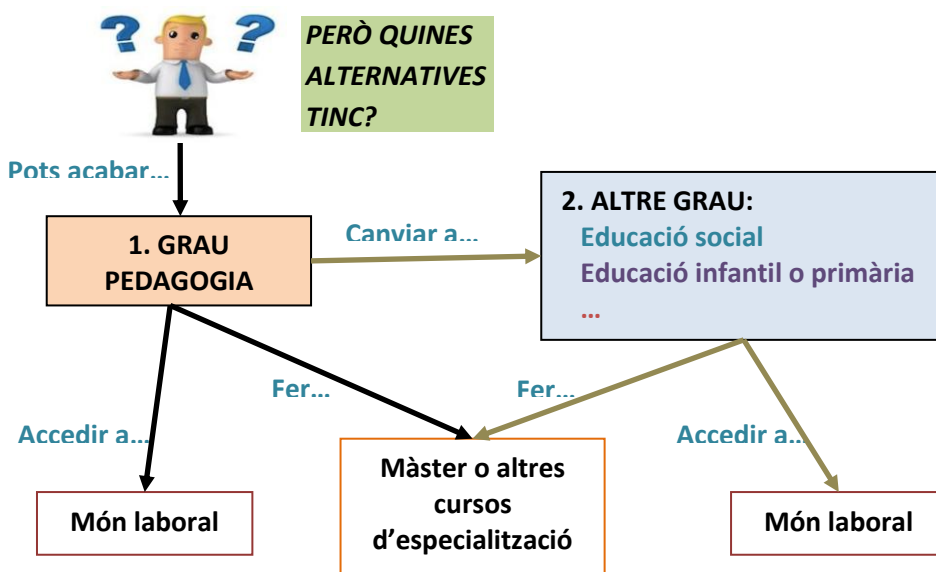 ? ?
PERÒ QUINES
ALTERNATIVES
TINC?
Pots acabar…
1. GRAU
PEDAGOGIA
Canviar a…
2. ALTRE GRAU:
Educació social
Educació infantil o primària
…
Fer…
Fer…
Accedir a…
Accedir a…
Món laboral
Màster o altres
cursos
d’especialització
Món laboral